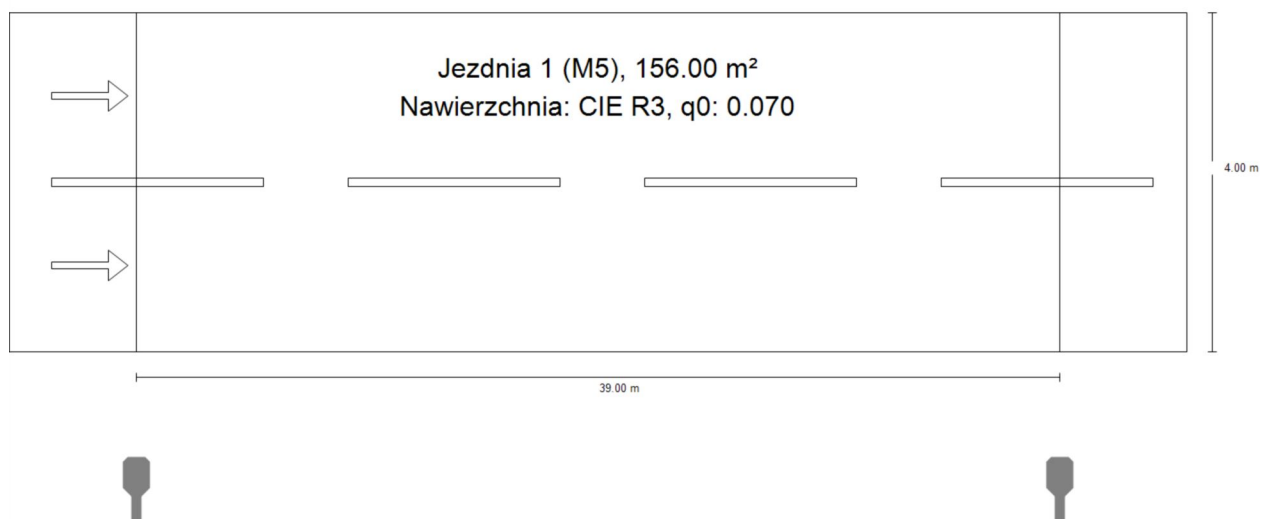 Jezdnia 1 (M5), 156.00 m²
Nawierzchnia: CIE R3, q0: 0.070
4.00 m
39.00 m